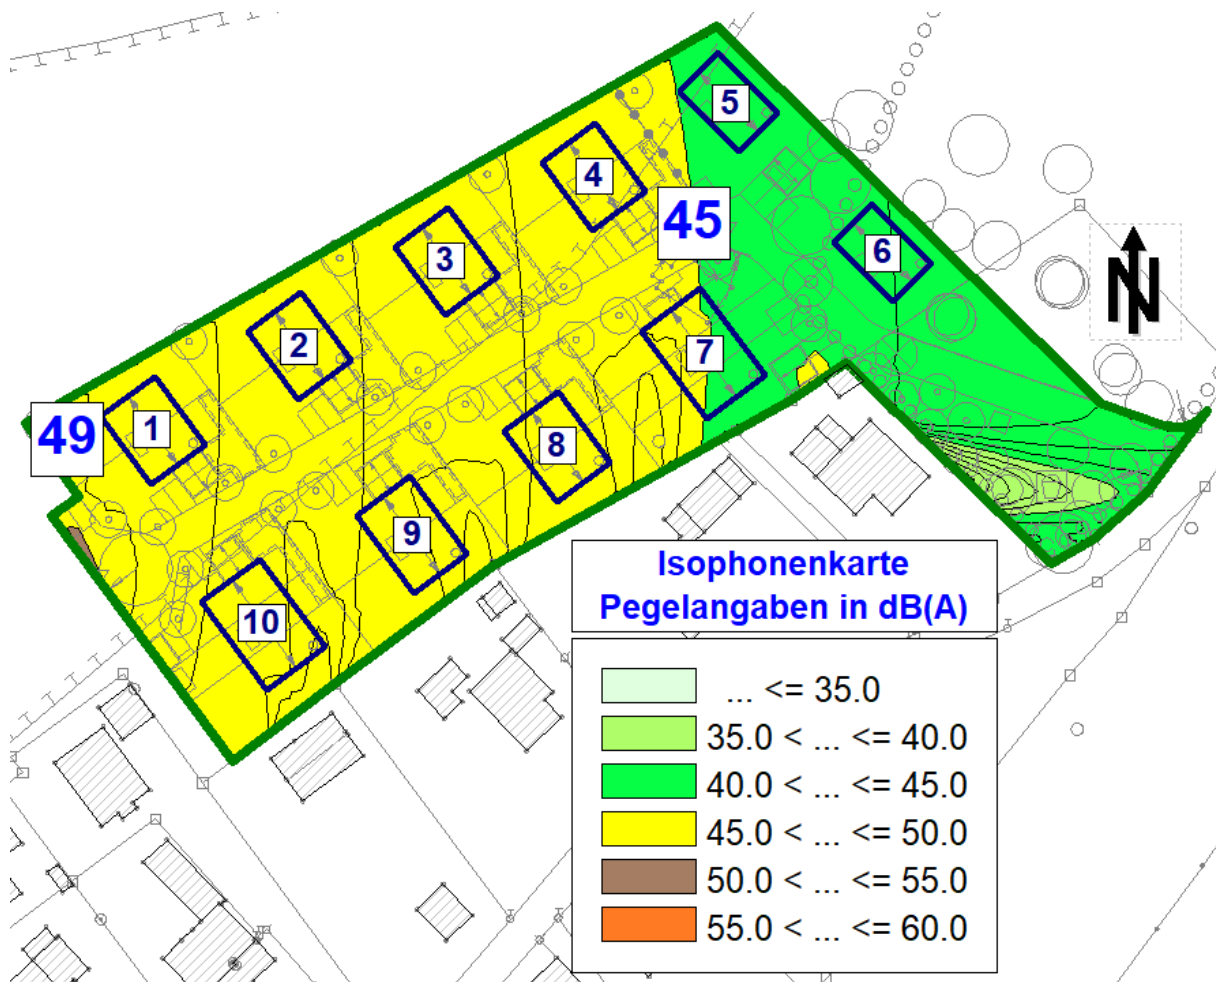 5
4
45
3
6
N
2
7
49
1
8
9
10
Isophonenkarte
Pegelangaben in dB(A)
... <= 35.0
35.0 < ... <= 40.0
40.0 < ... <= 45.0
45.0 < ... <= 50.0
50.0 < ... <= 55.0
55.0 < ... <= 60.0